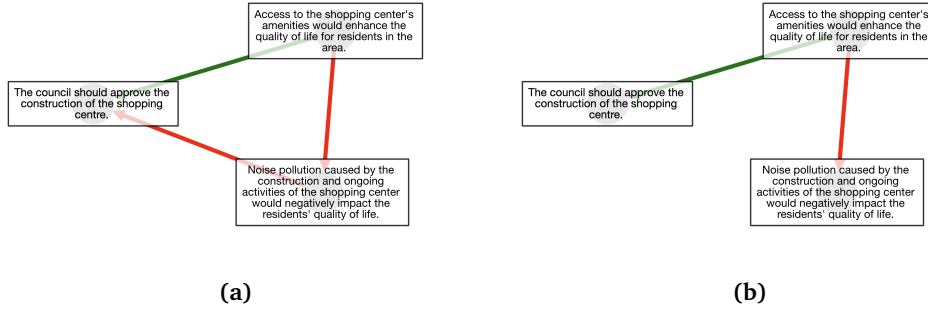 Access to the shopping center's
amenities would enhance the
quality of life for residents in the
area.
The council should approve the
construction of the shopping
centre.
Noise pollution caused by the
construction and ongoing
activities of the shopping center
would negatively impact the
residents' quality of life.
(a)
Access to the shopping center's
amenities would enhance the
quality of life for residents in the
area.
The council should approve the
construction of the shopping
centre.
Noise pollution caused by the
construction and ongoing
activities of the shopping center
would negatively impact the
residents' quality of life.
(b)